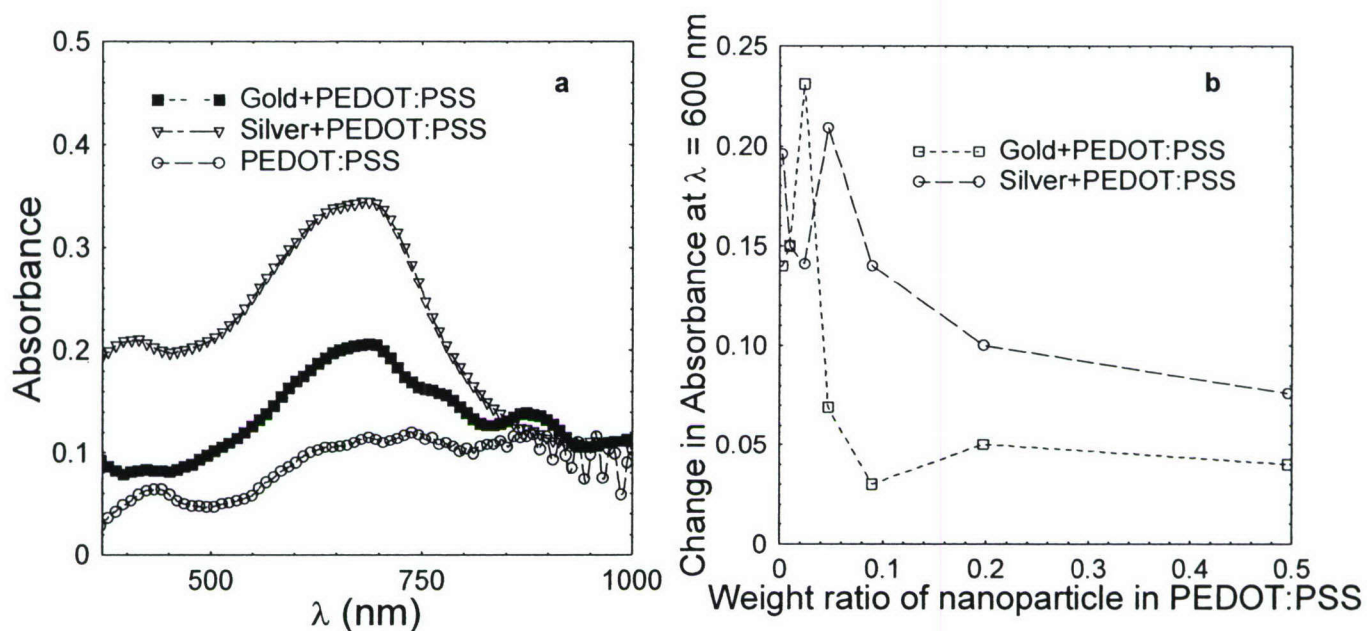 0.5
0.4
0.3
0.2
0.1
0
Absorbance
a
Gold+PEDOT:PSS
Silver+PEDOT:PSS
PEDOT:PSS
500
750
1000
λ (nm)
0.25
0.20
0.15
0.10
0.05
0
Change in Absorbance at λ = 600 nm
b
Gold+PEDOT:PSS
Silver+PEDOT:PSS
0
0.1
0.2
0.3
0.4
0.5
Weight ratio of nanoparticle in PEDOT:PSS